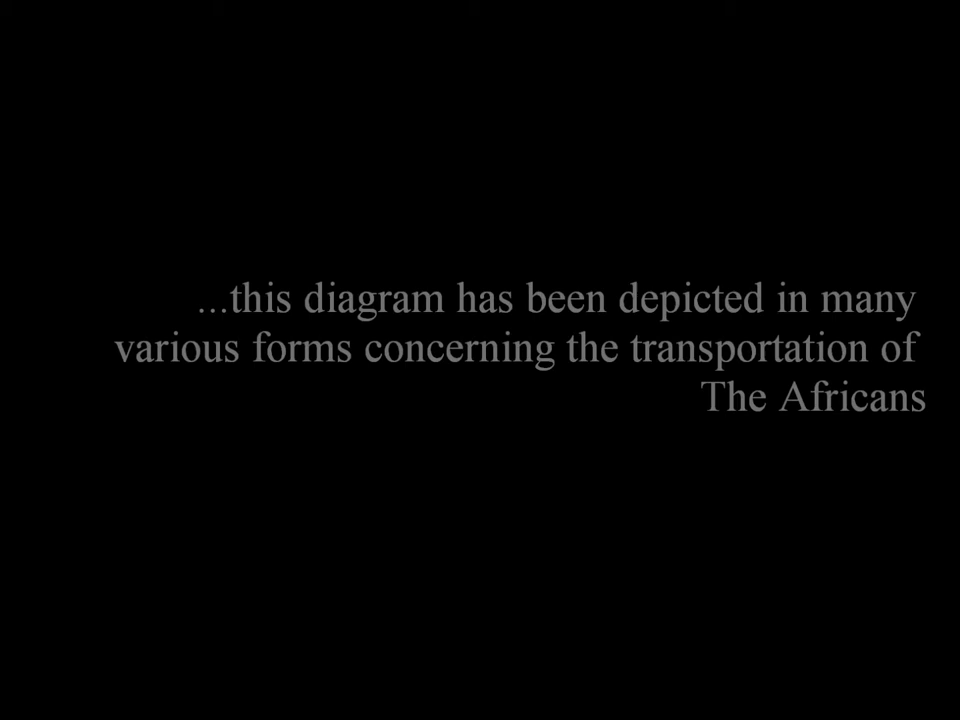 ...this diagram has been depicted in many
various forms concerning the transportation of
The Africans